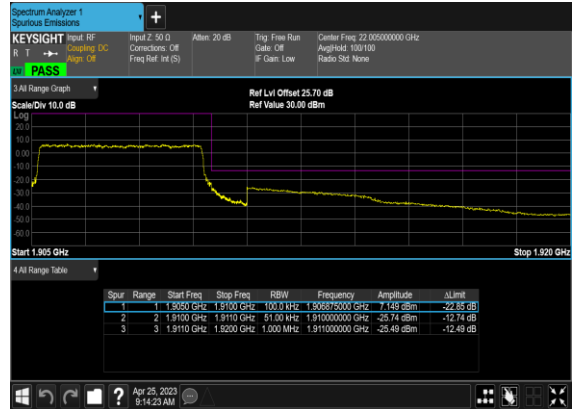 Spectrum Analyzer 1
Spurious Emissions
+
KEYSIGHT Input: RF Input Z: 50 Ω Atten: 20 dB Trig: Free Run Center Freq: 22.005000000 GHz
R T Coupling: DC Corrections: Off Gate: Off Avg|Hold: 100/100
Align: Off Freq Ref: Int (S) IF Gain: Low Radio Std: None
PASS
3 All Range Graph
Ref Lvl Offset 25.70 dB
Scale/Div 10.0 dB Ref Value 30.00 dBm
Log
20.0
10.0
0.00
-10.0
-20.0
-30.0
-40.0
-50.0
-60.0
Start 1.905 GHz Stop 1.920 GHz
4 All Range Table
Spur Range Start Freq Stop Freq RBW Frequency Amplitude ΔLimit
1 1 1.9050 GHz 1.9100 GHz 100.0 kHz 1.906875000 GHz 7.149 dBm -22.85 dB
2 2 1.9100 GHz 1.9110 GHz 51.00 kHz 1.910000000 GHz -25.74 dBm -12.74 dB
3 3 1.9110 GHz 1.9200 GHz 1.000 MHz 1.911000000 GHz -25.49 dBm -12.49 dB
?
Apr 25, 2023
9:14:23 AM